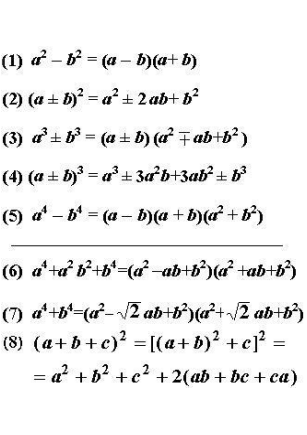 (1) a² – b² = (a – b)(a+ b)
(2) (a ± b)² = a² ± 2ab+ b²
(3) a³ ± b³ = (a ± b) (a² ∓ ab+b²)
(4) (a ± b)³ = a³ ± 3a²b+3ab² ± b³
(5) a⁴ – b⁴ = (a – b)(a + b)(a² + b²)
(6) a⁴+a² b²+b⁴=(a² –ab+b²)(a² +ab+b²)
(7) a⁴+b⁴=(a²–√2 ab+b²)(a²+√2 ab+b²)
(8) (a + b + c)² = [(a + b)² + c]² =
= a² + b² + c² + 2(ab + bc + ca)